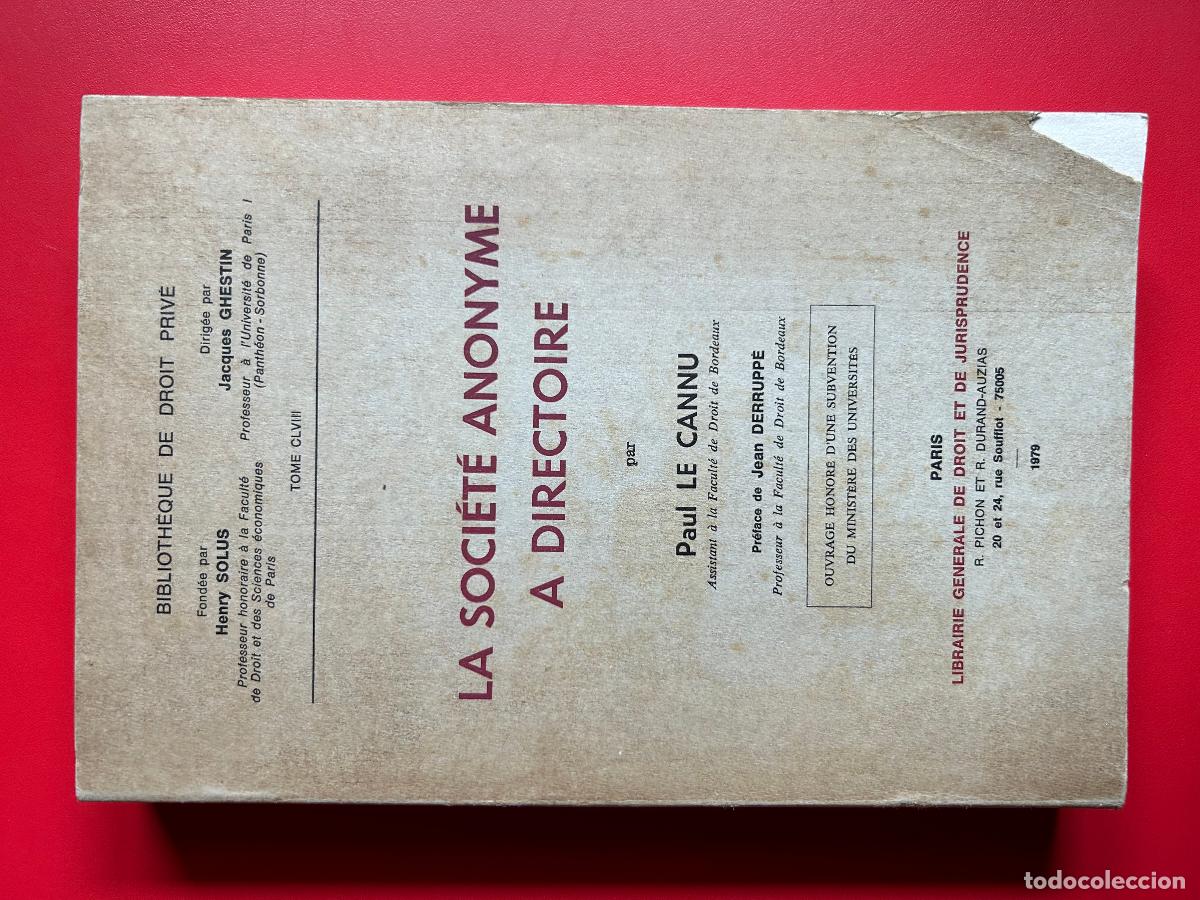 BIBLIOTHÈQUE DE DROIT PRIVÉ
Fondée par
Henry SOLUS
Professeur honoraire à la Faculté
de Droit et des Sciences économiques
de Paris
Dirigée par
Jacques GHESTIN
Professeur à l'Université de Paris I
(Panthéon - Sorbonne)
TOME CLVIII
LA SOCIÉTÉ ANONYME
A DIRECTOIRE
par
Paul LE CANNU
Assistant à la Faculté de Droit de Bordeaux
Préface de Jean DERRUPPÉ
Professeur à la Faculté de Droit de Bordeaux
OUVRAGE HONORÉ D'UNE SUBVENTION
DU MINISTÈRE DES UNIVERSITÉS
PARIS
LIBRAIRIE GENERALE DE DROIT ET DE JURISPRUDENCE
R. PICHON ET R. DURAND-AUZIAS
20 et 24, rue Soufflot - 75005
1979
todocoleccion